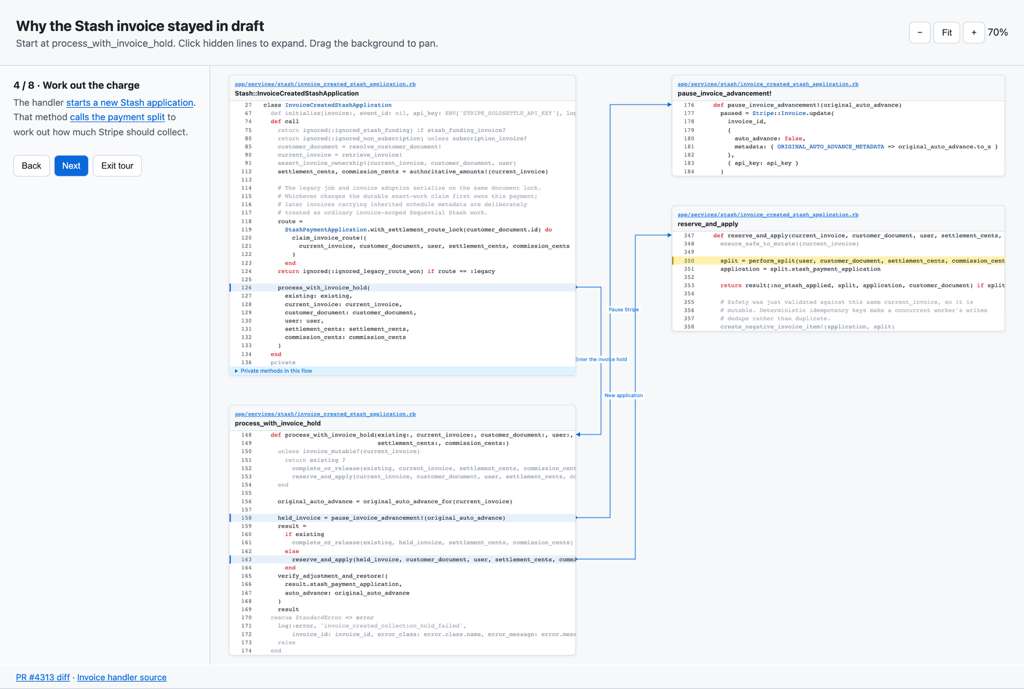 Why the Stash invoice stayed in draft
Start at process_with_invoice_hold. Click hidden lines to expand. Drag the background to pan.
−
Fit
+
70%
4 / 8 · Work out the charge
The handler starts a new Stash application.
That method calls the payment split to
work out how much Stripe should collect.
Back
Next
Exit tour
app/services/stash/invoice_created_stash_application.rb
Stash::InvoiceCreatedStashApplication
27 class InvoiceCreatedStashApplication
67 def initialize(invoice:, event_id: nil, api_key: ENV['STRIPE_HOLDSETTLP_API_KEY'], log
74 def call
75 return ignored(:ignored_stash_funding) if stash_funding_invoice?
80 return ignored(:ignored_non_subscription) unless subscription_invoice?
85 customer_document = resolve_customer_document!
90 current_invoice = retrieve_invoice!
91 assert_invoice_ownership!(current_invoice, customer_document, user)
112 settlement_cents, commission_cents = authoritative_amounts!(current_invoice)
113
114 # The legacy job and invoice adoption serialize on the same document lock.
115 # Whichever changes the durable smart-work claim first owns this payment;
116 # later invoices carrying inherited schedule metadata are deliberately
117 # treated as ordinary invoice-scoped Sequential Stash work.
118 route =
119 StashPaymentApplication.with_settlement_route_lock(customer_document.id) do
120 claim_invoice_route!(
121 current_invoice, customer_document, user, settlement_cents, commission_cents
122 )
123 end
124 return ignored(:ignored_legacy_route_won) if route == :legacy
125
126 process_with_invoice_hold(
127 existing: existing,
128 current_invoice: current_invoice,
129 customer_document: customer_document,
130 user: user,
131 settlement_cents: settlement_cents,
132 commission_cents: commission_cents
133 )
134 end
136 private
▸ Private methods in this flow
app/services/stash/invoice_created_stash_application.rb
process_with_invoice_hold
148 def process_with_invoice_hold(existing:, current_invoice:, customer_document:, user:,
149 settlement_cents:, commission_cents:)
150 unless invoice_mutable?(current_invoice)
151 return existing ?
152 complete_or_release(existing, current_invoice, settlement_cents, commission_cent
153 reserve_and_apply(current_invoice, customer_document, user, settlement_cents, co
154 end
155
156 original_auto_advance = original_auto_advance_for(current_invoice)
157
158 held_invoice = pause_invoice_advancement!(original_auto_advance)
159 result =
160 if existing
161 complete_or_release(existing, held_invoice, settlement_cents, commission_cents)
162 else
163 reserve_and_apply(held_invoice, customer_document, user, settlement_cents, comm
164 end
165 verify_adjustment_and_restore!(
166 result.stash_payment_application,
167 auto_advance: original_auto_advance
168 )
169 result
170 rescue StandardError => error
171 log(:error, 'invoice_created_collection_hold_failed',
172 invoice_id: invoice_id, error_class: error.class.name, error_message: error.mes
173 raise
174 end
Pause Stripe
Enter the invoice hold
New application
app/services/stash/invoice_created_stash_application.rb
pause_invoice_advancement!
176 def pause_invoice_advancement!(original_auto_advance)
177 paused = Stripe::Invoice.update(
178 invoice_id,
179 {
180 auto_advance: false,
181 metadata: { ORIGINAL_AUTO_ADVANCE_METADATA => original_auto_advance.to_s }
182 },
183 { api_key: api_key }
184 )
app/services/stash/invoice_created_stash_application.rb
reserve_and_apply
347 def reserve_and_apply(current_invoice, customer_document, user, settlement_cents,
348 ensure_safe_to_mutate!(current_invoice)
349
350 split = perform_split(user, customer_document, settlement_cents, commission_cent
351 application = split.stash_payment_application
352
353 return result(:no_stash_applied, split, application, customer_document) if split
354
355 # Safety was just validated against this same current_invoice, so it is
356 # mutable. Deterministic idempotency keys make a concurrent worker's writes
357 # dedupe rather than duplicate.
358 create_negative_invoice_item!(application, split)
PR #4313 diff · Invoice handler source